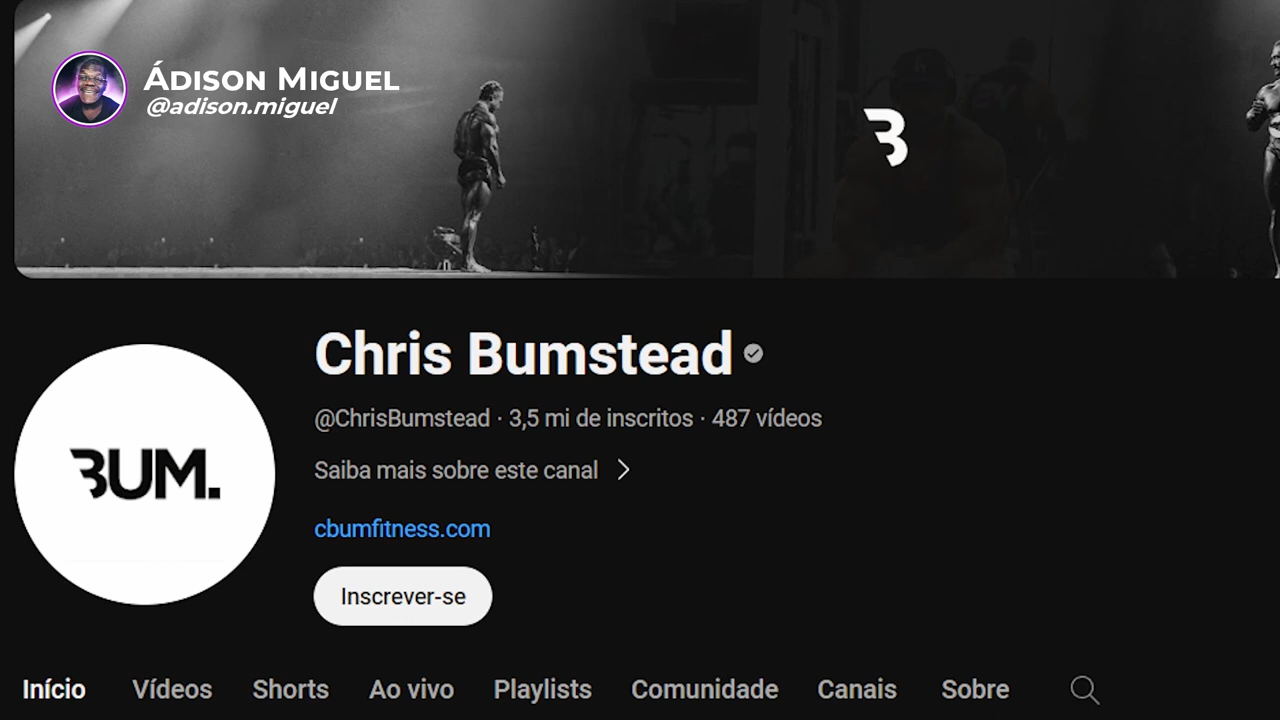 ÁDISON MIGUEL
@adison.miguel
B
Chris Bumstead
@ChrisBumstead · 3,5 mi de inscritos · 487 vídeos
BUM.
Saiba mais sobre este canal
cbumfitness.com
Inscrever-se
Início Vídeos Shorts Ao vivo Playlists Comunidade Canais Sobre